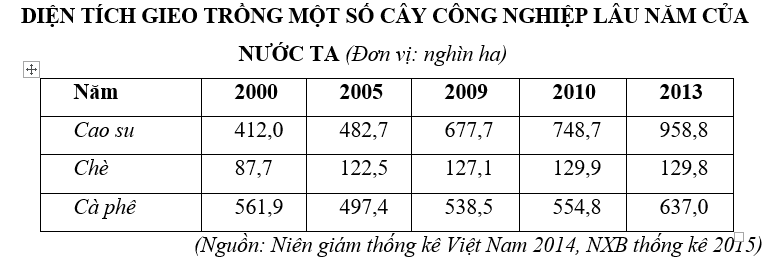 DIỆN TÍCH GIEO TRỒNG MỘT SỐ CÂY CÔNG NGHIỆP LÂU NĂM CỦA
NƯỚC TA (Đơn vị: nghìn ha)
Năm 2000 2005 2009 2010 2013
Cao su 412,0 482,7 677,7 748,7 958,8
Chè 87,7 122,5 127,1 129,9 129,8
Cà phê 561,9 497,4 538,5 554,8 637,0
(Nguồn: Niên giám thống kê Việt Nam 2014, NXB thống kê 2015)